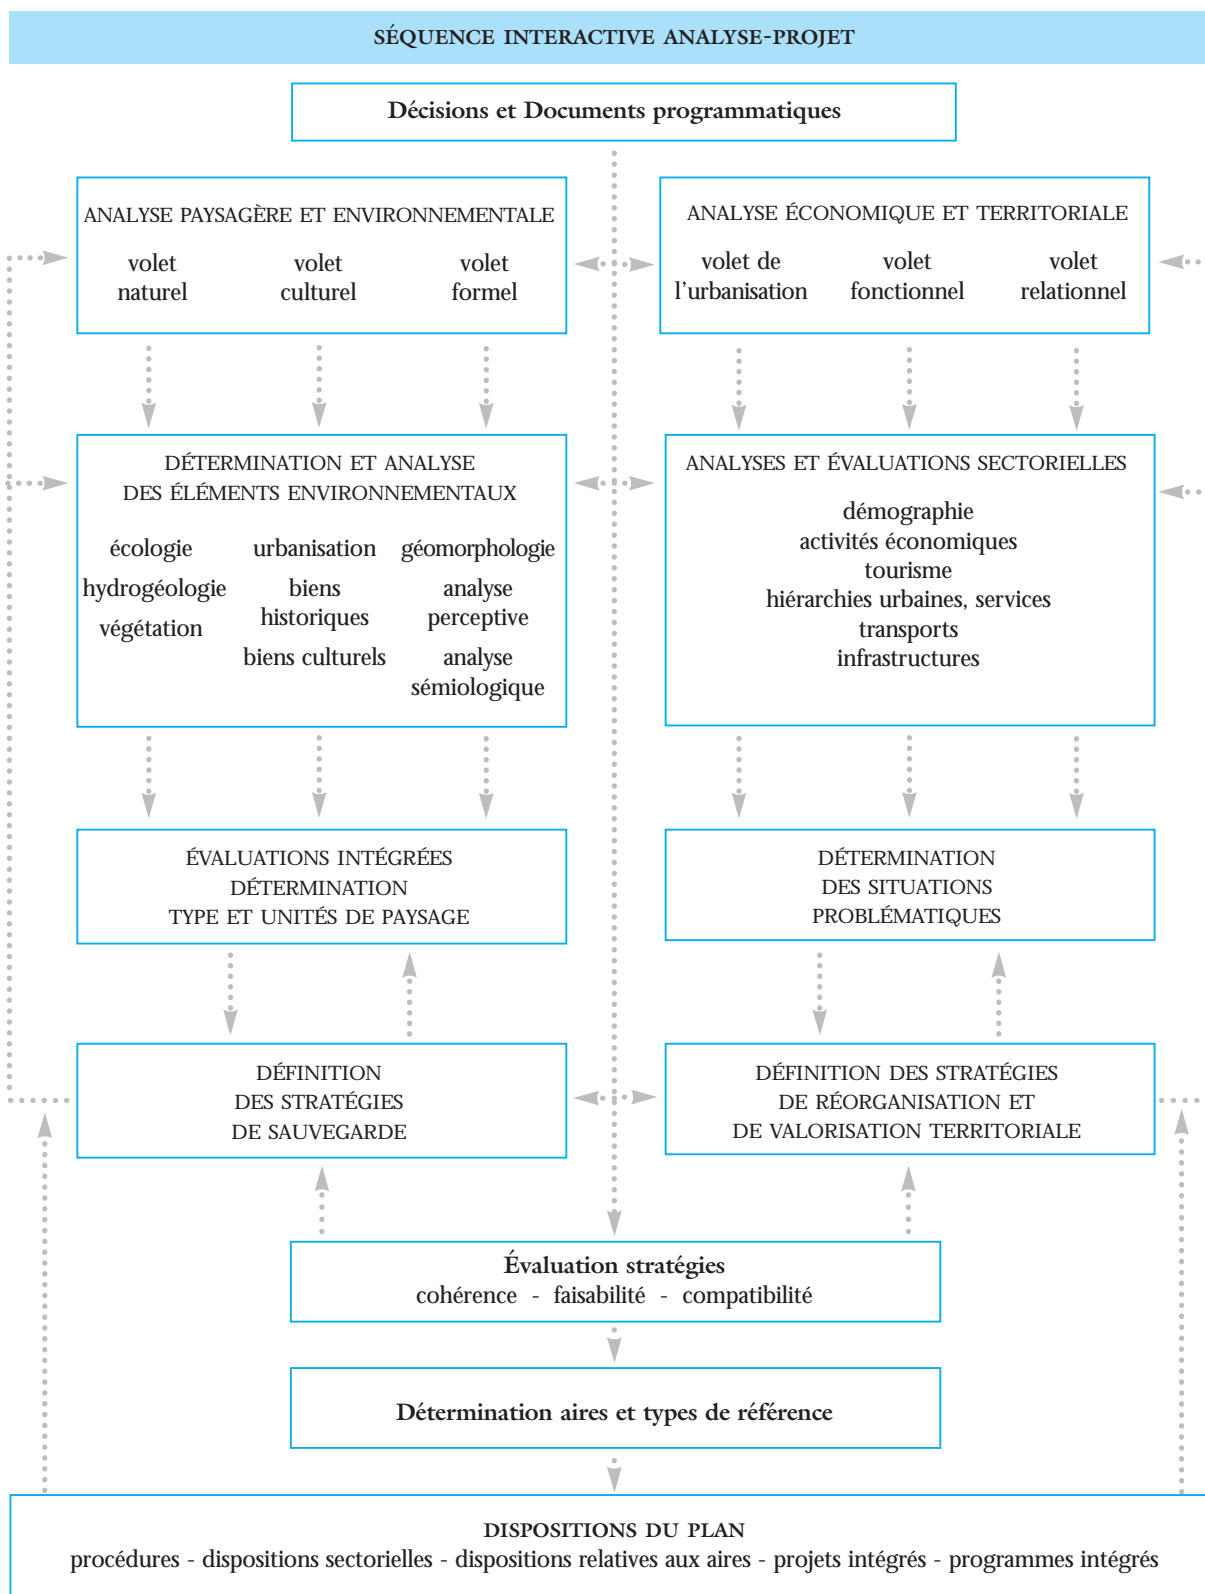 SÉQUENCE INTERACTIVE ANALYSE-PROJET
Décisions et Documents programmatiques
ANALYSE PAYSAGÈRE ET ENVIRONNEMENTALE
volet naturel
volet culturel
volet formel
ANALYSE ÉCONOMIQUE ET TERRITORIALE
volet de l'urbanisation
volet fonctionnel
volet relationnel
DÉTERMINATION ET ANALYSE
DES ÉLÉMENTS ENVIRONNEMENTAUX
écologie
hydrogéologie
végétation
urbanisation
biens
historiques
biens culturels
géomorphologie
analyse
perceptive
analyse
sémiologique
ANALYSES ET ÉVALUATIONS SECTORIELLES
démographie
activités économiques
tourisme
hiérarchies urbaines, services
transports
infrastructures
ÉVALUATIONS INTÉGRÉES
DÉTERMINATION
TYPE ET UNITÉS DE PAYSAGE
DÉTERMINATION
DES SITUATIONS
PROBLÉMATIQUES
DÉFINITION
DES STRATÉGIES
DE SAUVEGARDE
DÉFINITION DES STRATÉGIES
DE RÉORGANISATION ET
DE VALORISATION TERRITORIALE
Évaluation stratégies
cohérence - faisabilité - compatibilité
Détermination aires et types de référence
DISPOSITIONS DU PLAN
procédures - dispositions sectorielles - dispositions relatives aux aires - projets intégrés - programmes intégrés